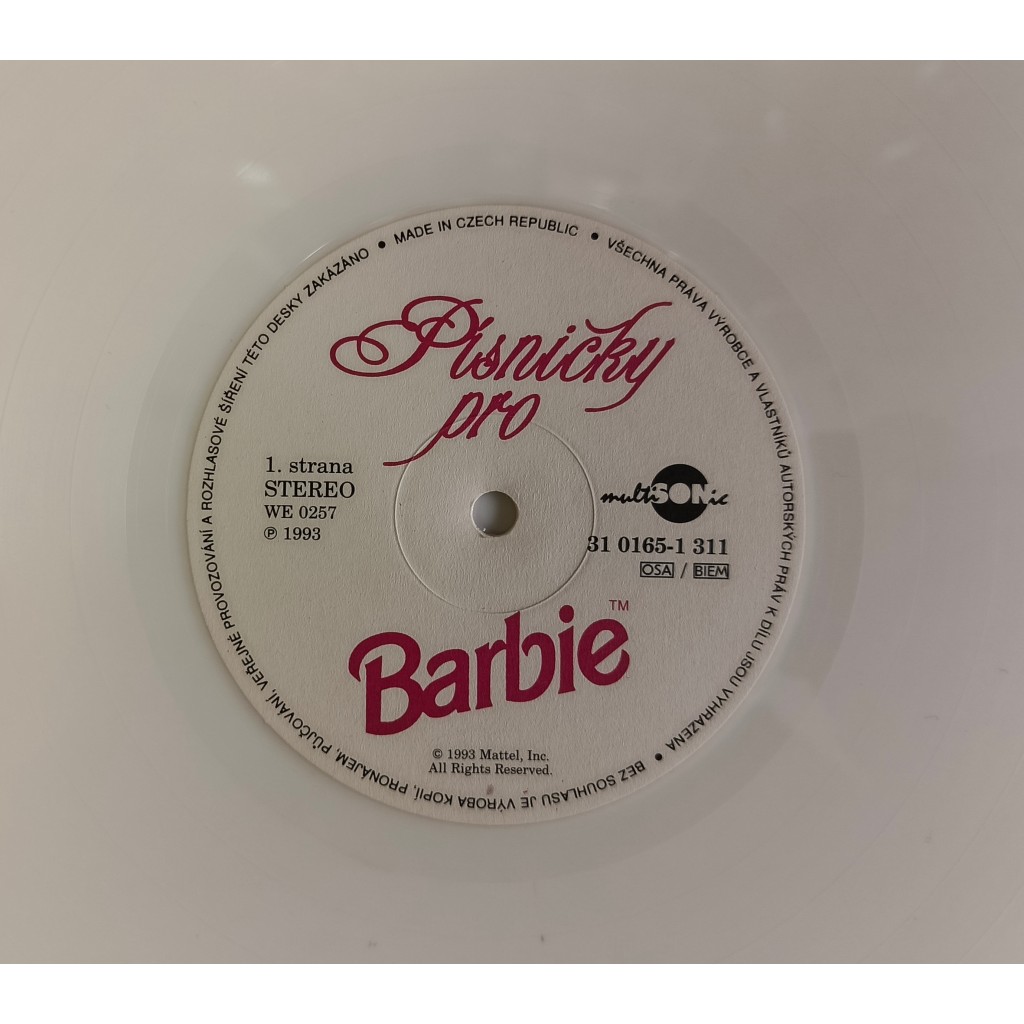 MADE IN CZECH REPUBLIC • VŠECHNA PRÁVA VÝROBCE A VLASTNÍKŮ AUTORSKÝCH PRÁV K DÍLU JSOU VYHRAZENA • BEZ SOUHLASU JE VÝROBA KOPIÍ, PRONÁJEM, PŮJČOVÁNÍ, VEŘEJNÉ PROVOZOVÁNÍ A ROZHLASOVÉ ŠÍŘENÍ TÉTO DESKY ZAKÁZÁNO •
Písničky
pro
1. strana
STEREO
WE 0257
℗ 1993
multiSONic
31 0165-1 311
OSA / BIEM
Barbie™
© 1993 Mattel, Inc.
All Rights Reserved.